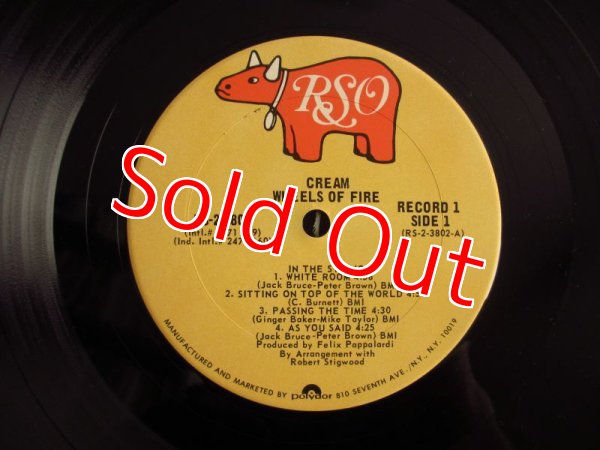 RSO
CREAM
WHEELS OF FIRE
RECORD 1
SIDE 1
(RS-2-3802-A)
(Intl.#
(Ind. Intl.#
IN THE
1. WHITE ROOM
(Jack Bruce-Peter Brown) BMI
2. SITTING ON TOP OF THE WORLD
(C. Burnett) BMI
3. PASSING THE TIME 4:30
(Ginger Baker-Mike Taylor) BMI
4. AS YOU SAID 4:25
(Jack Bruce-Peter Brown) BMI
Produced by Felix Pappalardi
By Arrangement with
Robert Stigwood
MANUFACTURED AND MARKETED BY polydor 810 SEVENTH AVE./N.Y., N.Y. 10019
Sold Out